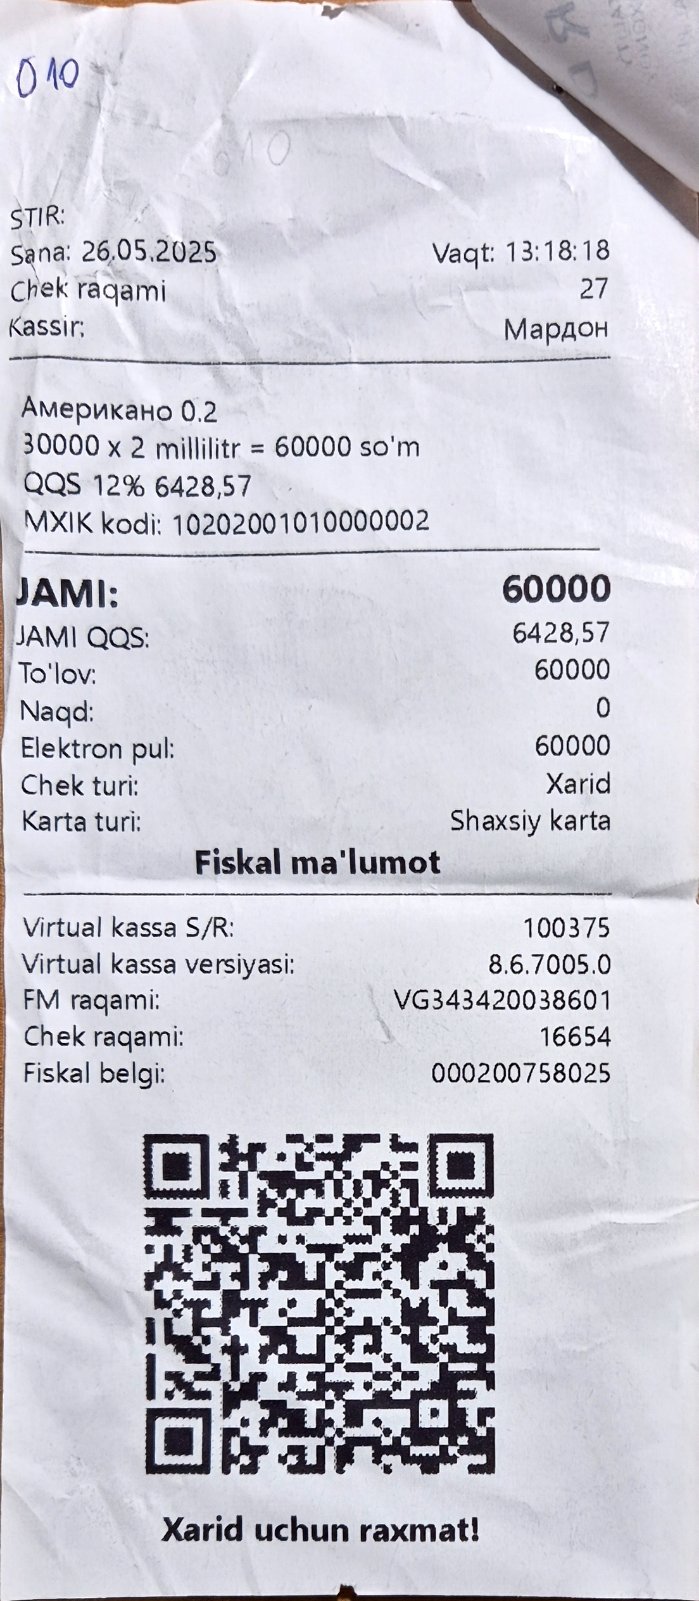 010
010
STIR:
Sana: 26.05.2025 Vaqt: 13:18:18
Chek raqami 27
Kassir: Мардон
Американо 0.2
30000 x 2 millilitr = 60000 so'm
QQS 12% 6428,57
MXIK kodi: 10202001010000002
JAMI: 60000
JAMI QQS: 6428,57
To'lov: 60000
Naqd: 0
Elektron pul: 60000
Chek turi: Xarid
Karta turi: Shaxsiy karta
Fiskal ma'lumot
Virtual kassa S/R: 100375
Virtual kassa versiyasi: 8.6.7005.0
FM raqami: VG343420038601
Chek raqami: 16654
Fiskal belgi: 000200758025
Xarid uchun raxmat!